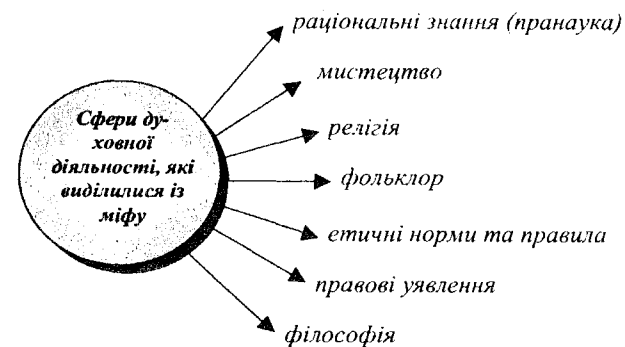 раціональні знання (пранаука)
мистецтво
Сфери ду-
ховної
діяльності, які
виділилися із
міфу
релігія
фольклор
етичні норми та правила
правові уявлення
філософія